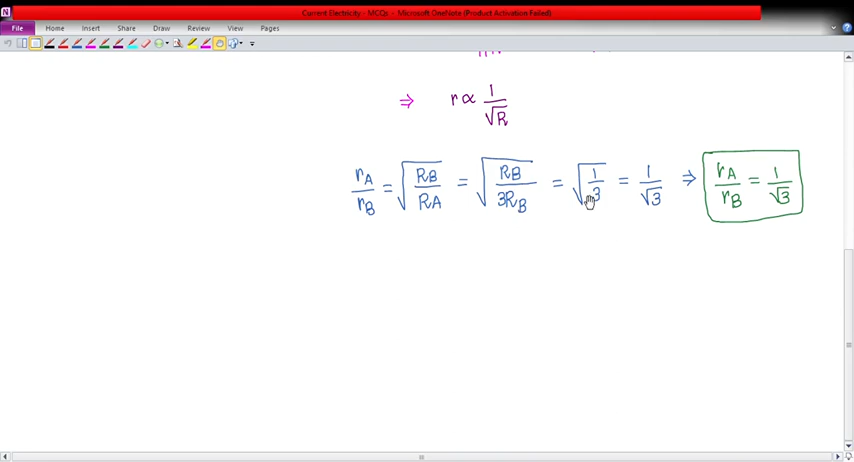 Current Electricity - MCQs - Microsoft OneNote (Product Activation Failed)
File Home Insert Share Draw Review View Pages
⇒ r ∝ 1/√R
rA/rB = √(RB/RA) = √(RB/3RB) = √(1/3) = 1/√3 ⇒ rA/rB = 1/√3